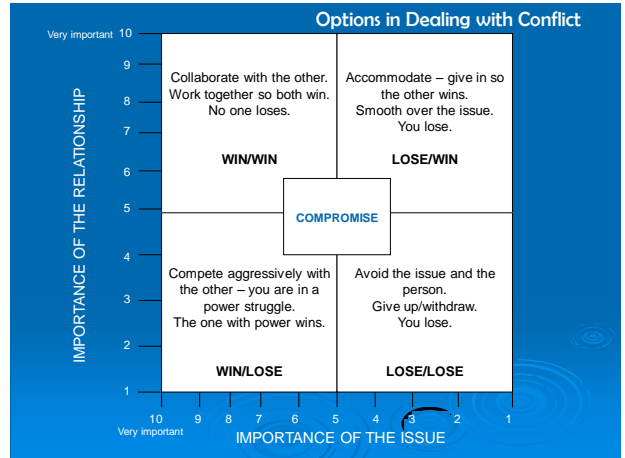 Options in Dealing with Conflict
Very important 10
9
8
7
6
5
4
3
2
1
IMPORTANCE OF THE RELATIONSHIP
Collaborate with the other.
Work together so both win.
No one loses.
WIN/WIN
Accommodate – give in so
the other wins.
Smooth over the issue.
You lose.
LOSE/WIN
COMPROMISE
Compete aggressively with
the other – you are in a
power struggle.
The one with power wins.
WIN/LOSE
Avoid the issue and the
person.
Give up/withdraw.
You lose.
LOSE/LOSE
10 9 8 7 6 5 4 3 2 1
Very important
IMPORTANCE OF THE ISSUE